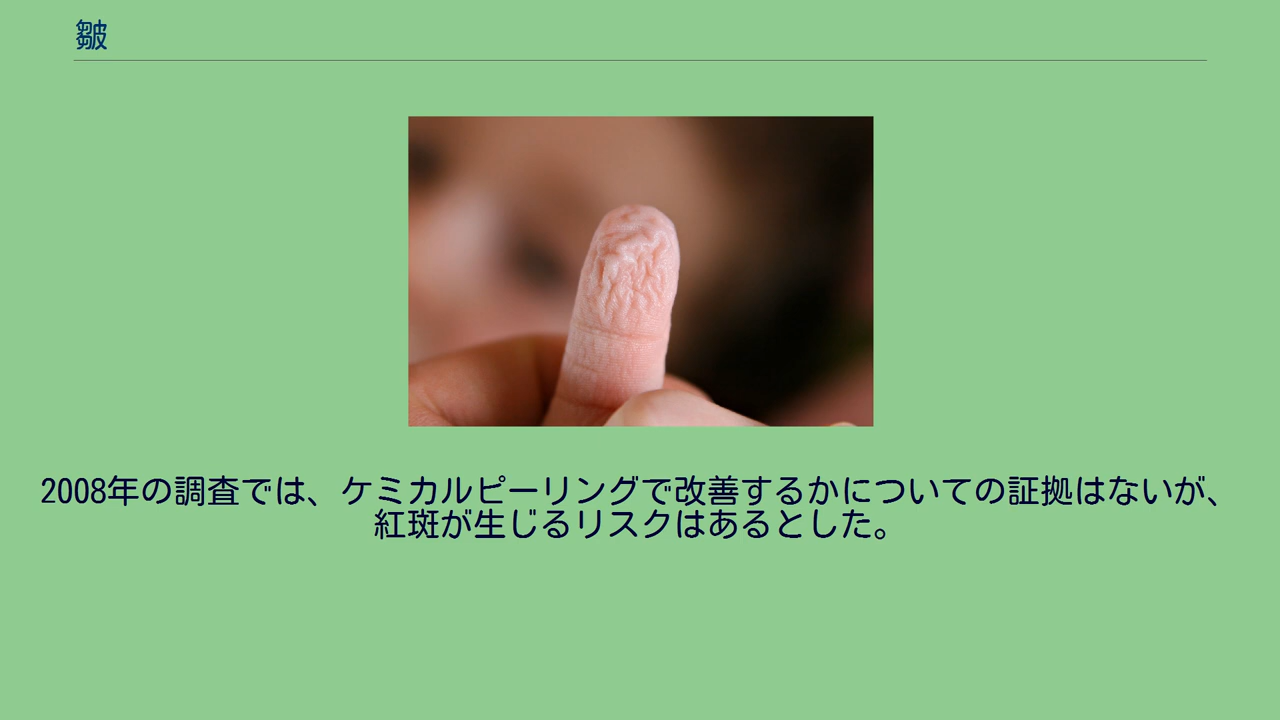 皺
2008年の調査では、ケミカルピーリングで改善するかについての証拠はないが、
紅斑が生じるリスクはあるとした。